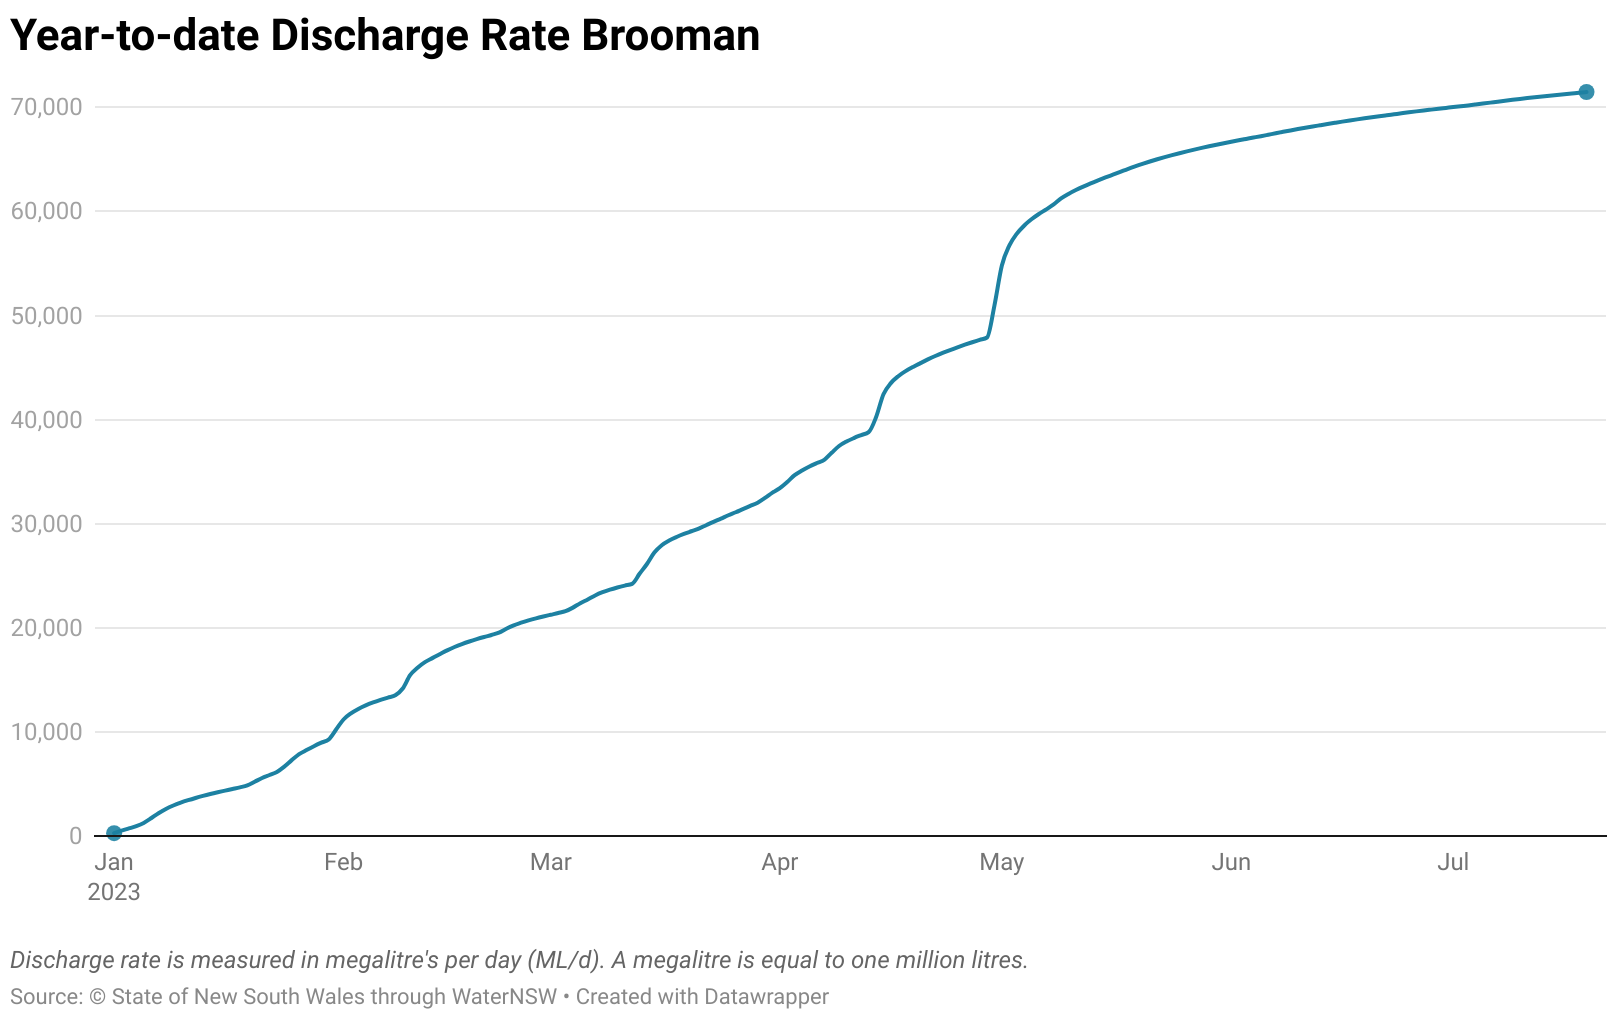 Year-to-date Discharge Rate Brooman
70,000
60,000
50,000
40,000
30,000
20,000
10,000
0
Jan Feb Mar Apr May Jun Jul
2023
Discharge rate is measured in megalitre's per day (ML/d). A megalitre is equal to one million litres.
Source: © State of New South Wales through WaterNSW • Created with Datawrapper